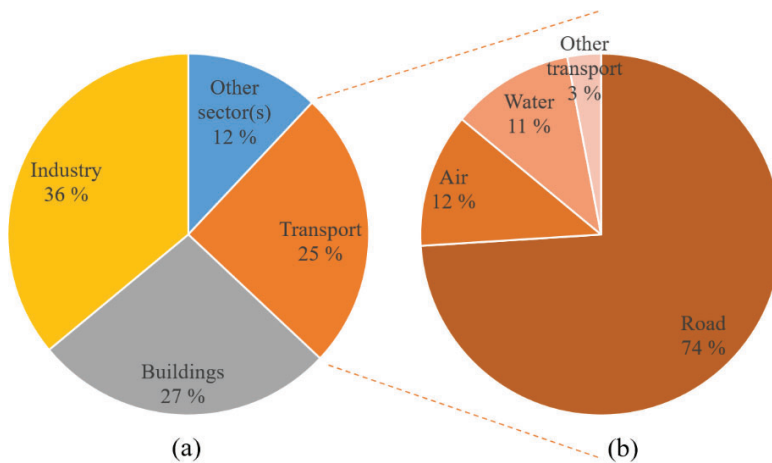 Other
sector(s)
12 %
Transport
25 %
Buildings
27 %
Industry
36 %
(a)
Other
transport
3 %
Water
11 %
Air
12 %
Road
74 %
(b)